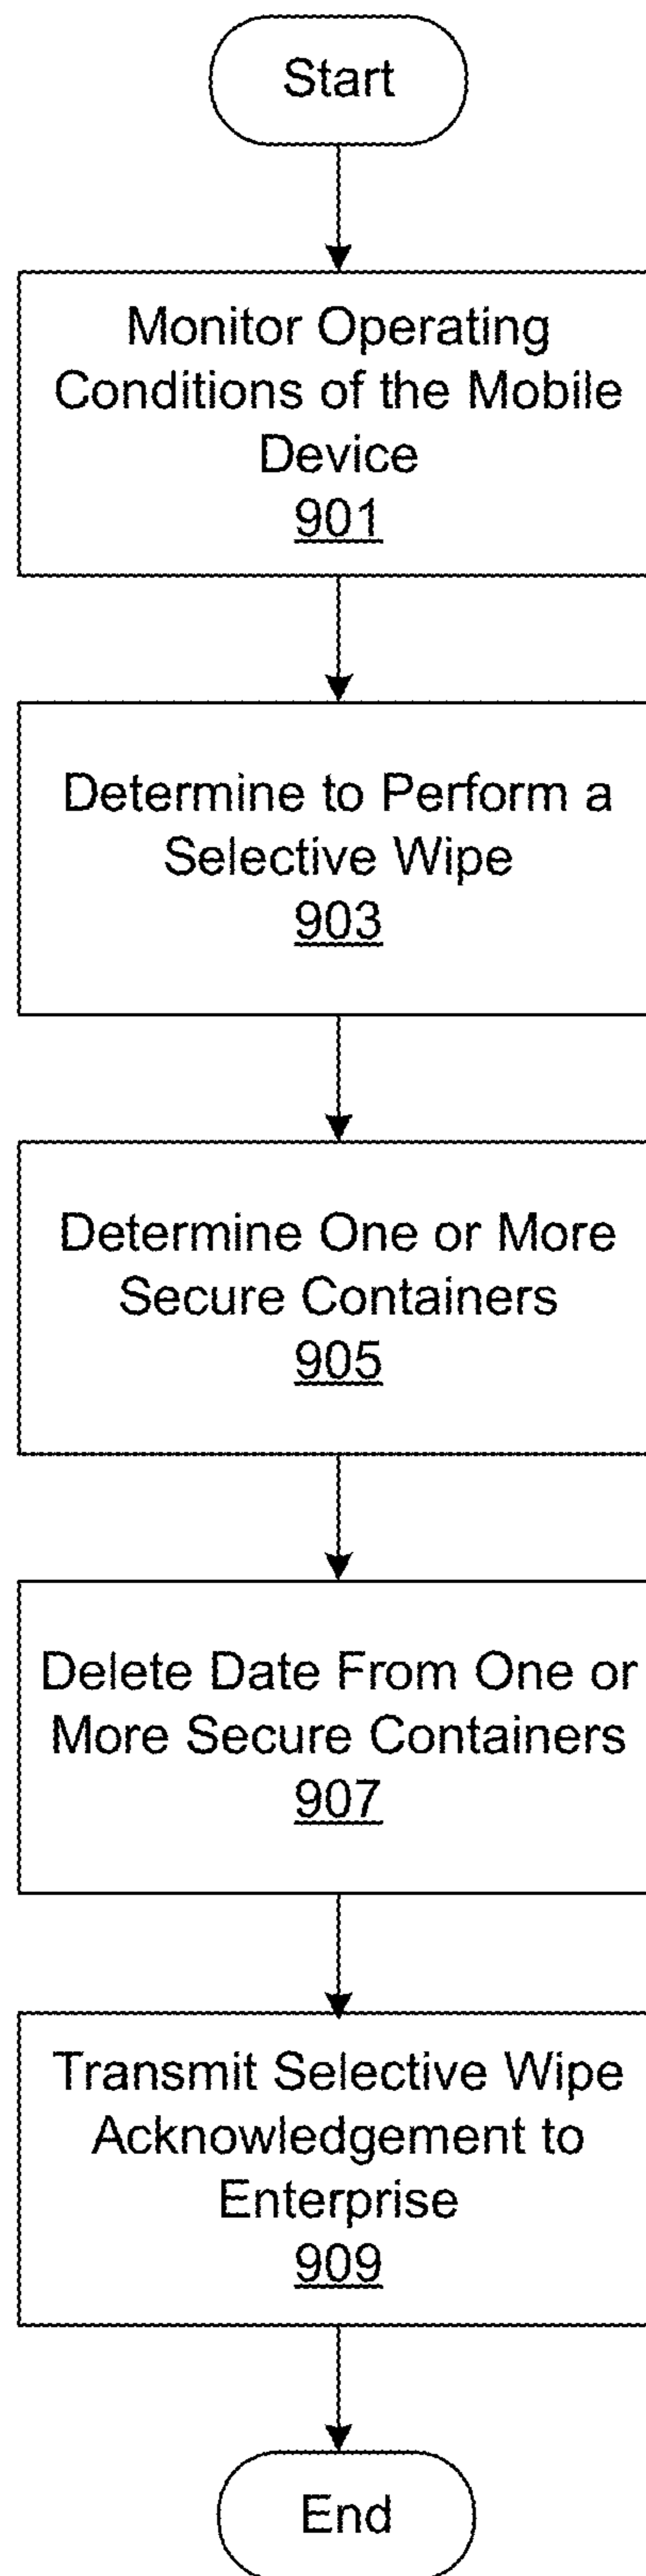 Start
Monitor Operating
Conditions of the Mobile
Device
901
Determine to Perform a
Selective Wipe
903
Determine One or More
Secure Containers
905
Delete Date From One or
More Secure Containers
907
Transmit Selective Wipe
Acknowledgement to
Enterprise
909
End